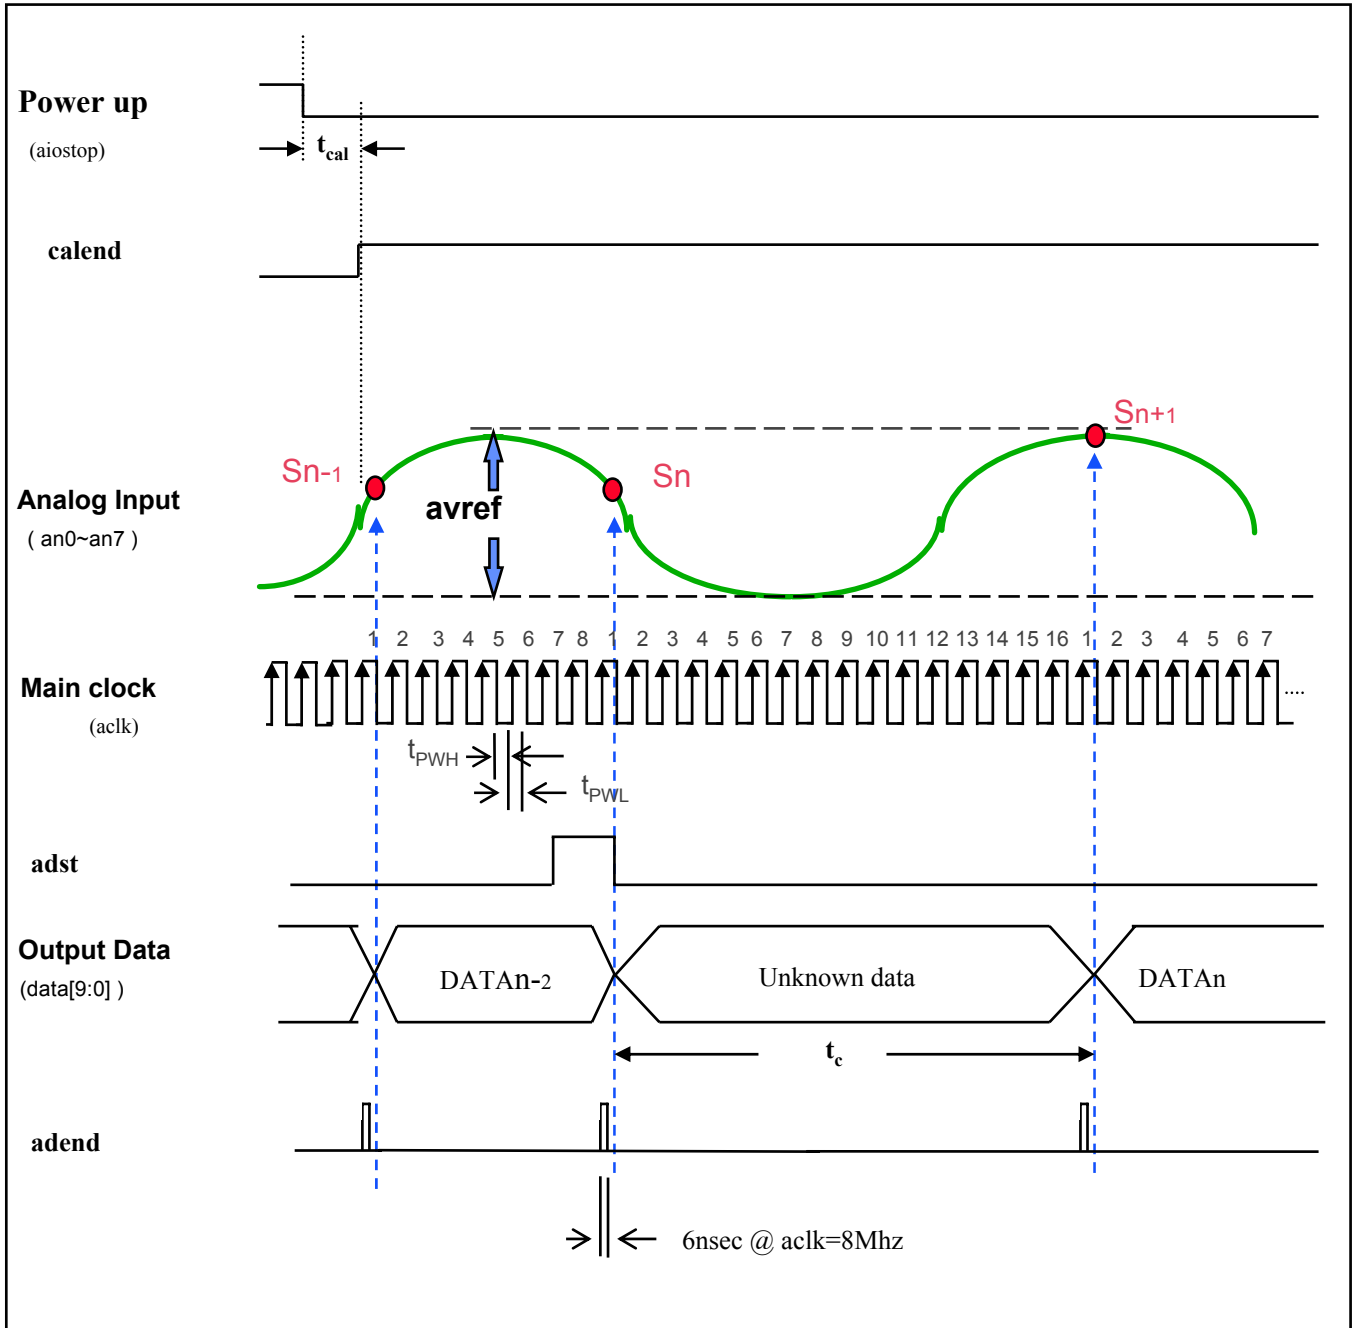 Power up
(aiostop)
tcal
calend
Sn-1
Sn
Sn+1
avref
Analog Input
( an0~an7 )
1 2 3 4 5 6 7 8 1 2 3 4 5 6 7 8 9 10 11 12 13 14 15 16 1 2 3 4 5 6 7
Main clock
(aclk)
....
tPWH
tPWL
adst
Output Data
(data[9:0] )
DATAn-2
Unknown data
DATAn
tc
adend
6nsec @ aclk=8Mhz